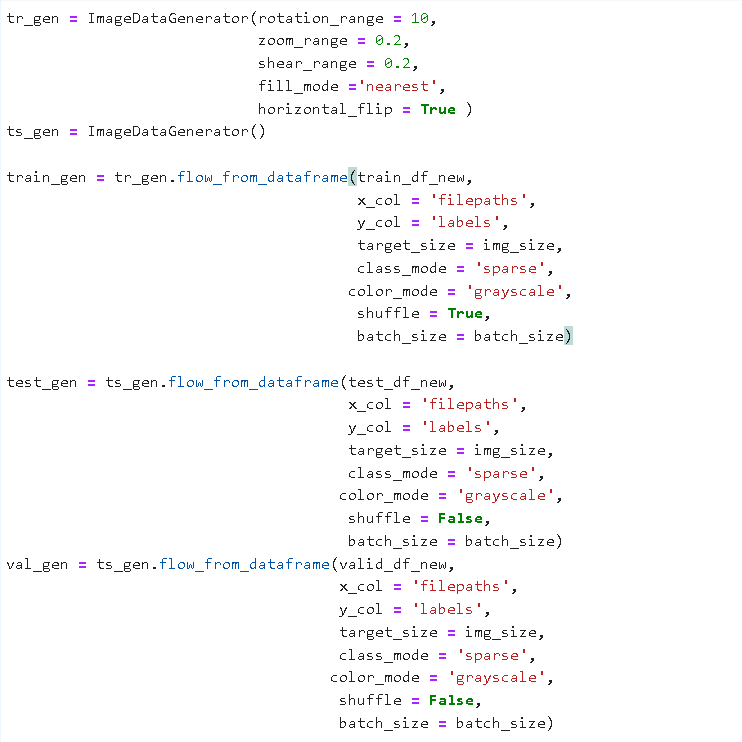 tr_gen = ImageDataGenerator(rotation_range = 10,
                            zoom_range = 0.2,
                            shear_range = 0.2,
                            fill_mode ='nearest',
                            horizontal_flip = True )
ts_gen = ImageDataGenerator()

train_gen = tr_gen.flow_from_dataframe(train_df_new,
                                       x_col = 'filepaths',
                                       y_col = 'labels',
                                       target_size = img_size,
                                       class_mode = 'sparse',
                                      color_mode = 'grayscale',
                                       shuffle = True,
                                       batch_size = batch_size)

test_gen = ts_gen.flow_from_dataframe(test_df_new,
                                      x_col = 'filepaths',
                                      y_col = 'labels',
                                      target_size = img_size,
                                      class_mode = 'sparse',
                                     color_mode = 'grayscale',
                                      shuffle = False,
                                      batch_size = batch_size)
val_gen = ts_gen.flow_from_dataframe(valid_df_new,
                                     x_col = 'filepaths',
                                     y_col = 'labels',
                                     target_size = img_size,
                                     class_mode = 'sparse',
                                    color_mode = 'grayscale',
                                     shuffle = False,
                                     batch_size = batch_size)